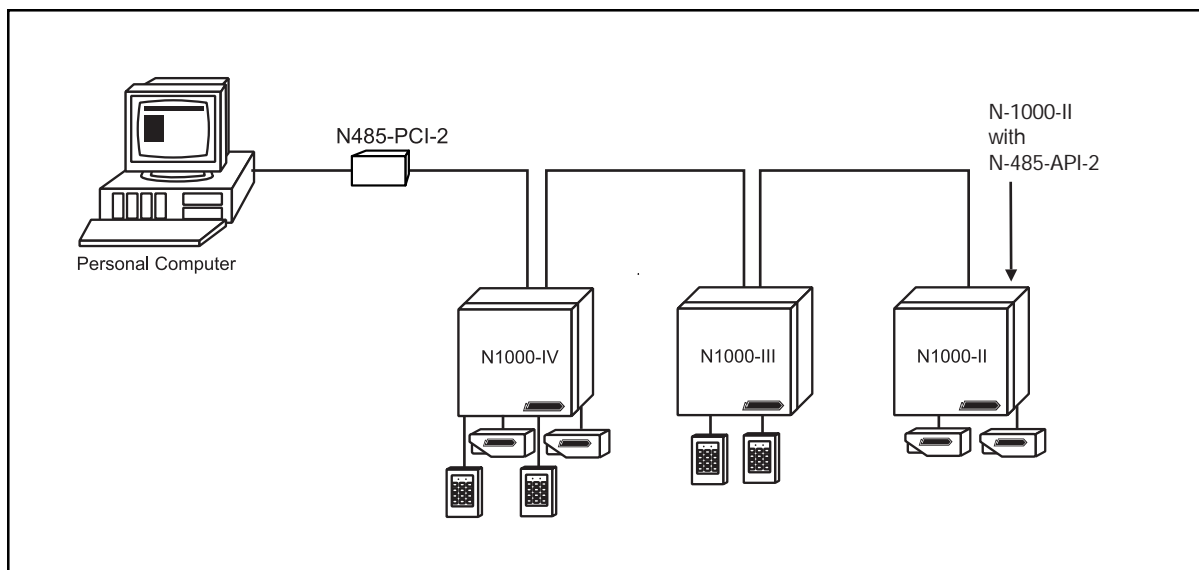 N485-PCI-2
N-1000-II
with
N-485-API-2
Personal Computer
N1000-IV
N1000-III
N1000-II